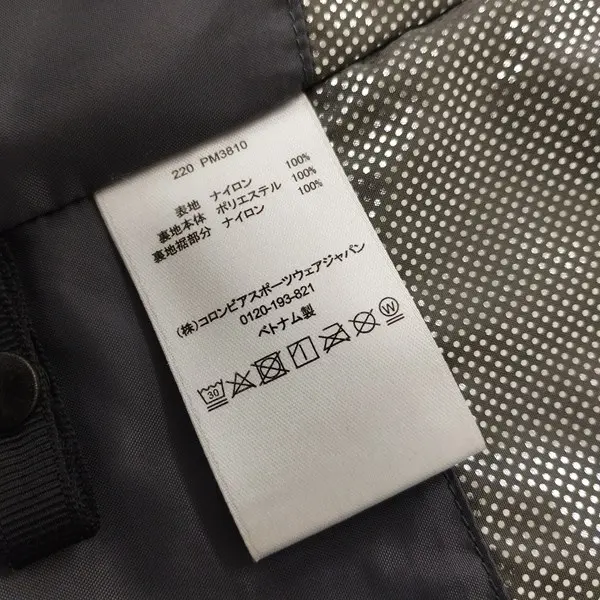 220 PM3810
表地 ナイロン 100%
裏地本体 ポリエステル 100%
裏地裾部分 ナイロン 100%
(株)コロンビアスポーツウェアジャパン
0120-193-821
ベトナム製
30 W